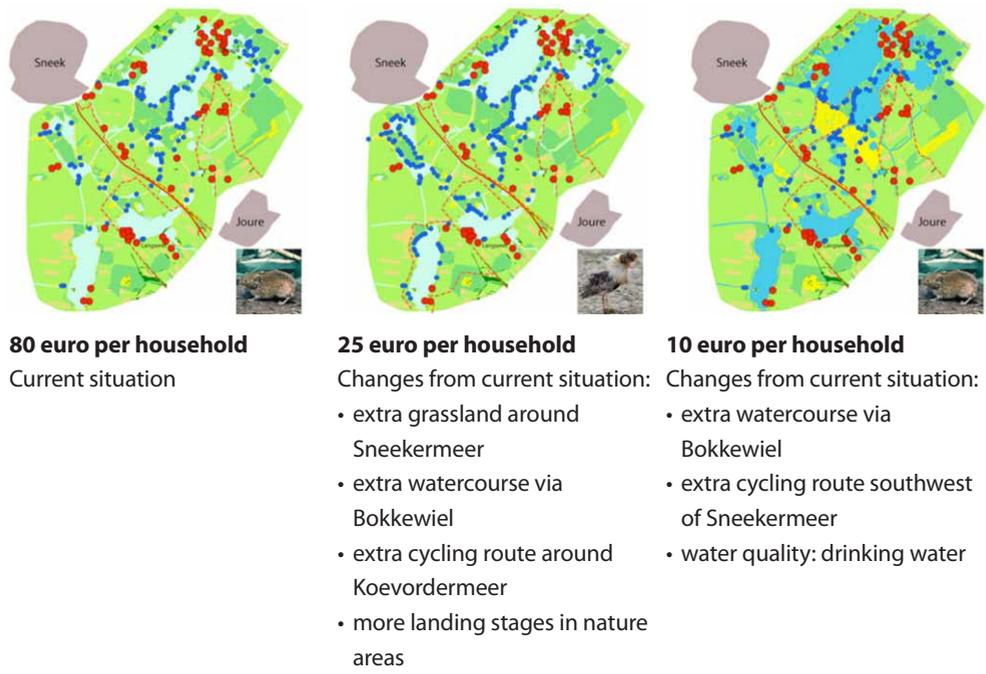 Sneek
Joure
Langweer
Sneek
Joure
Langweer
Sneek
Joure
Langweer
80 euro per household
Current situation
25 euro per household
Changes from current situation:
• extra grassland around
Sneekermeer
• extra watercourse via
Bokkewiel
• extra cycling route around
Koevordermeer
• more landing stages in nature
areas
10 euro per household
Changes from current situation:
• extra watercourse via
Bokkewiel
• extra cycling route southwest
of Sneekermeer
• water quality: drinking water